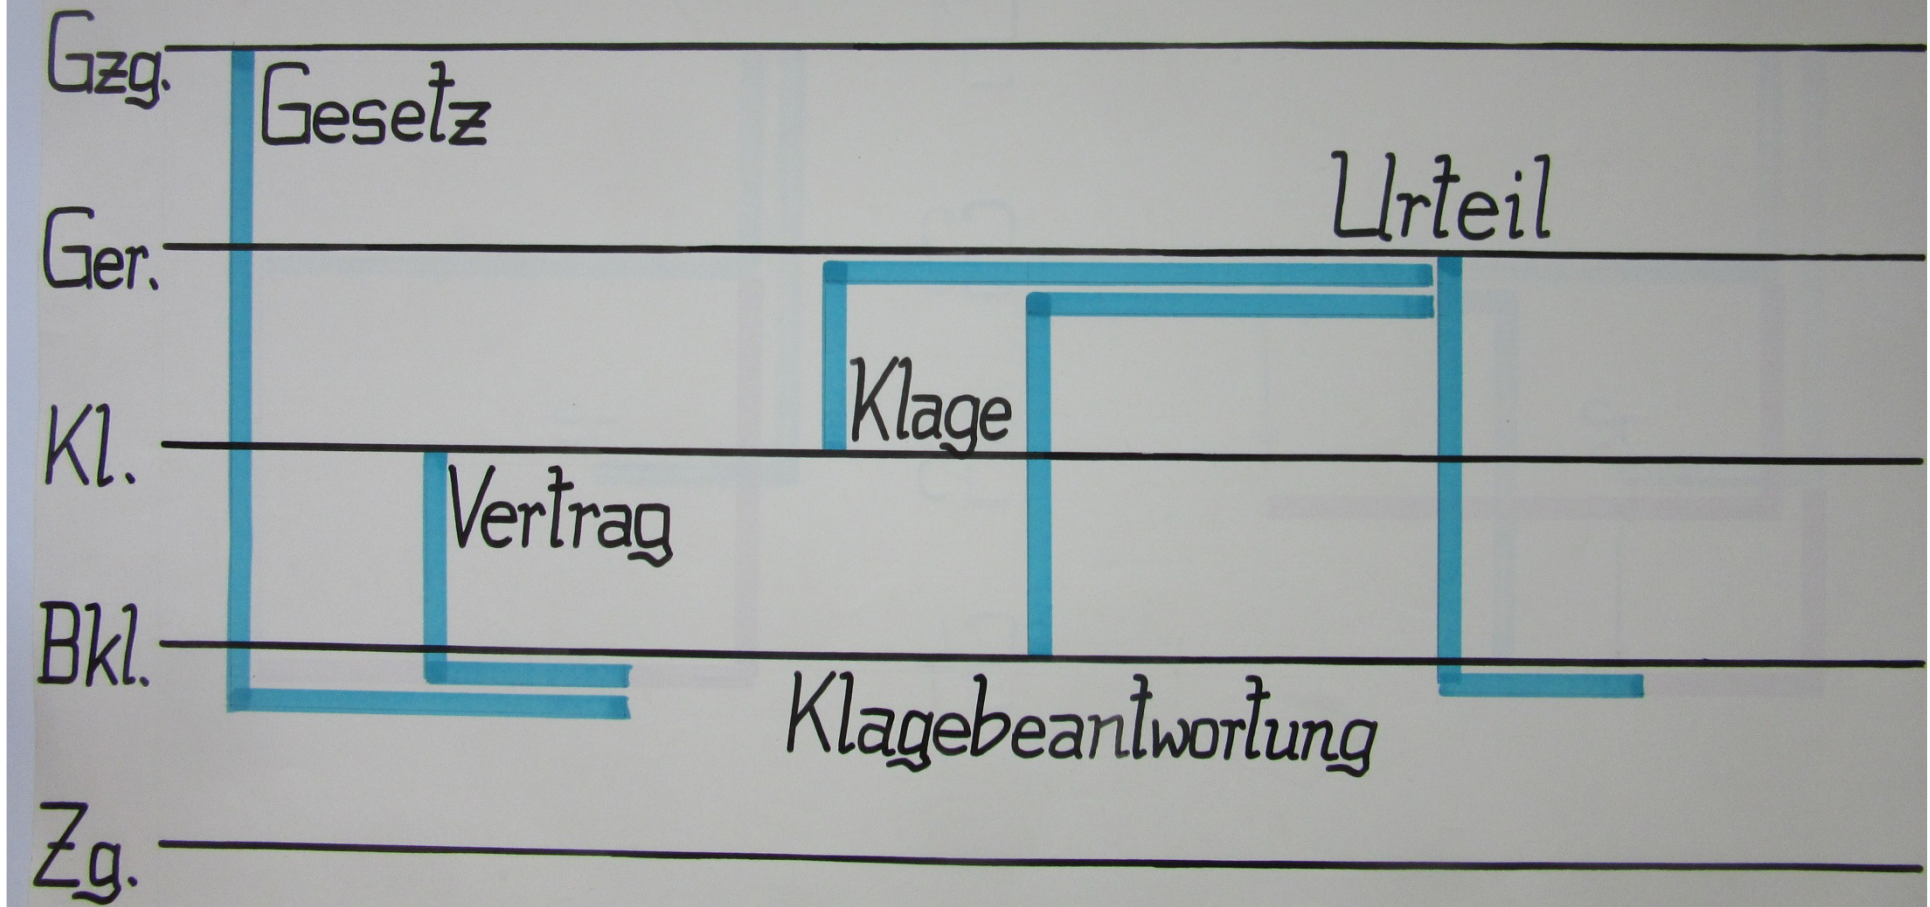 Gzg.
Gesetz
Urteil
Ger.
Klage
Kl.
Vertrag
Bkl.
Klagebeantwortung
Zg.